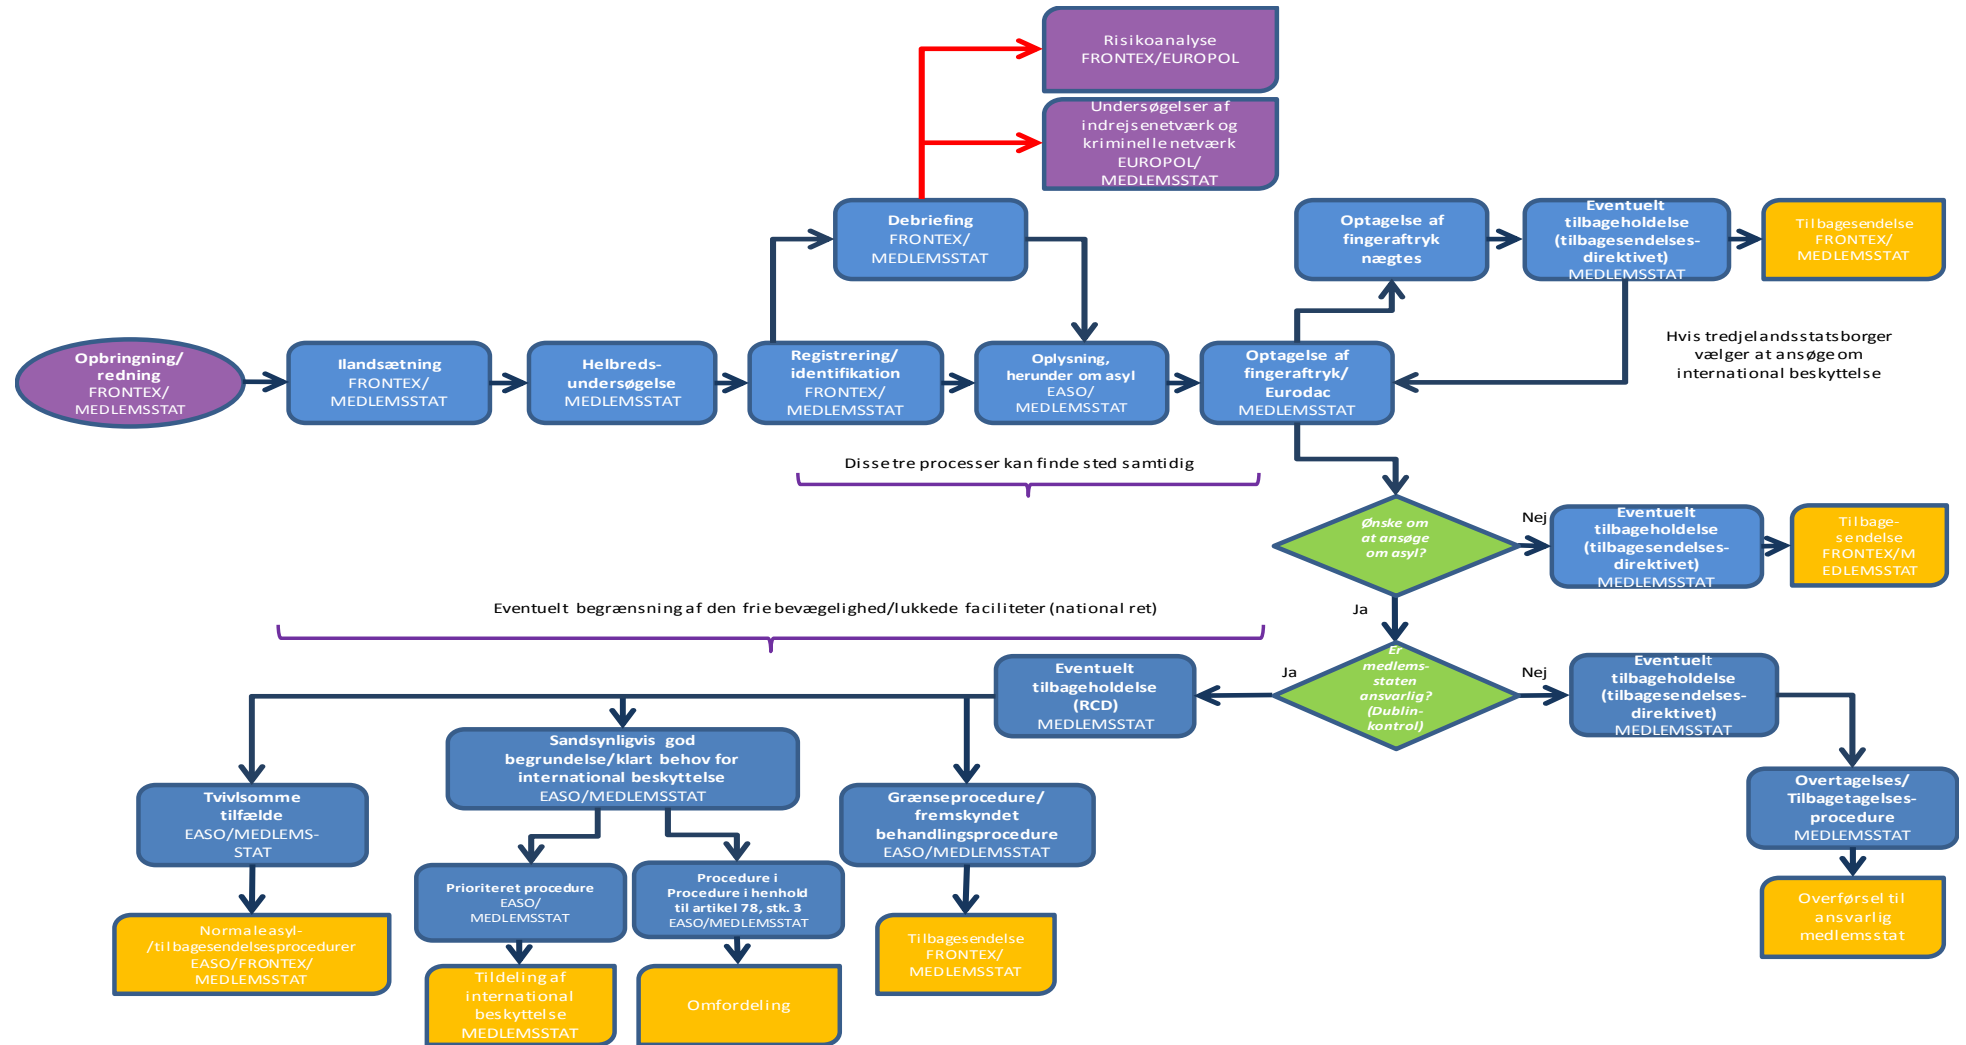 Risikoanalyse
FRONTEX/EUROPOL
Undersøgelser af
indrejsenetværk og
kriminelle netværk
EUROPOL/
MEDLEMSSTAT
Debriefing
FRONTEX/
MEDLEMSSTAT
Optagelse af
fingeraftryk
nægtes
Eventuelt
tilbageholdelse
(tilbagesendelses-
direktivet)
MEDLEMSSTAT
Tilbagesendelse
FRONTEX/
MEDLEMSSTAT
Opbringning/
redning
FRONTEX/
MEDLEMSSTAT
Ilandsætning
FRONTEX/
MEDLEMSSTAT
Helbreds-
undersøgelse
MEDLEMSSTAT
Registrering/
identifikation
FRONTEX/
MEDLEMSSTAT
Oplysning,
herunder om asyl
EASO/
MEDLEMSSTAT
Optagelse af
fingeraftryk/
Eurodac
MEDLEMSSTAT
Hvis tredjelandsstatsborger
vælger at ansøge om
international beskyttelse
Disse tre processer kan finde sted samtidig
Ønske om
at ansøge
om asyl?
Nej
Eventuelt
tilbageholdelse
(tilbagesendelses-
direktivet)
MEDLEMSSTAT
Tilbage-
sendelse
FRONTEX/M
EDLEMSSTAT
Eventuelt begrænsning af den frie bevægelighed/lukkede faciliteter (national ret)
Ja
Eventuelt
tilbageholdelse
(RCD)
MEDLEMSSTAT
Ja
Er
medlems-
staten
ansvarlig?
(Dublin-
kontrol)
Nej
Eventuelt
tilbageholdelse
(tilbagesendelses-
direktivet)
MEDLEMSSTAT
Tvivlsomme
tilfælde
EASO/MEDLEMS-
STAT
Sandsynligvis god
begrundelse/klart behov for
international beskyttelse
EASO/MEDLEMSSTAT
Grænseprocedure/
fremskyndet
behandlingsprocedure
EASO/MEDLEMSSTAT
Overtagelses/
Tilbagetagelses-
procedure
MEDLEMSSTAT
Prioriteret procedure
EASO/
MEDLEMSSTAT
Procedure i
Procedure i henhold
til artikel 78, stk. 3
EASO/MEDLEMSSTAT
Normale asyl-
/tilbagesendelsesprocedurer
EASO/FRONTEX/
MEDLEMSSTAT
Tildeling af
international
beskyttelse
MEDLEMSSTAT
Omfordeling
Tilbagesendelse
FRONTEX/
MEDLEMSSTAT
Overførsel til
ansvarlig
medlemsstat